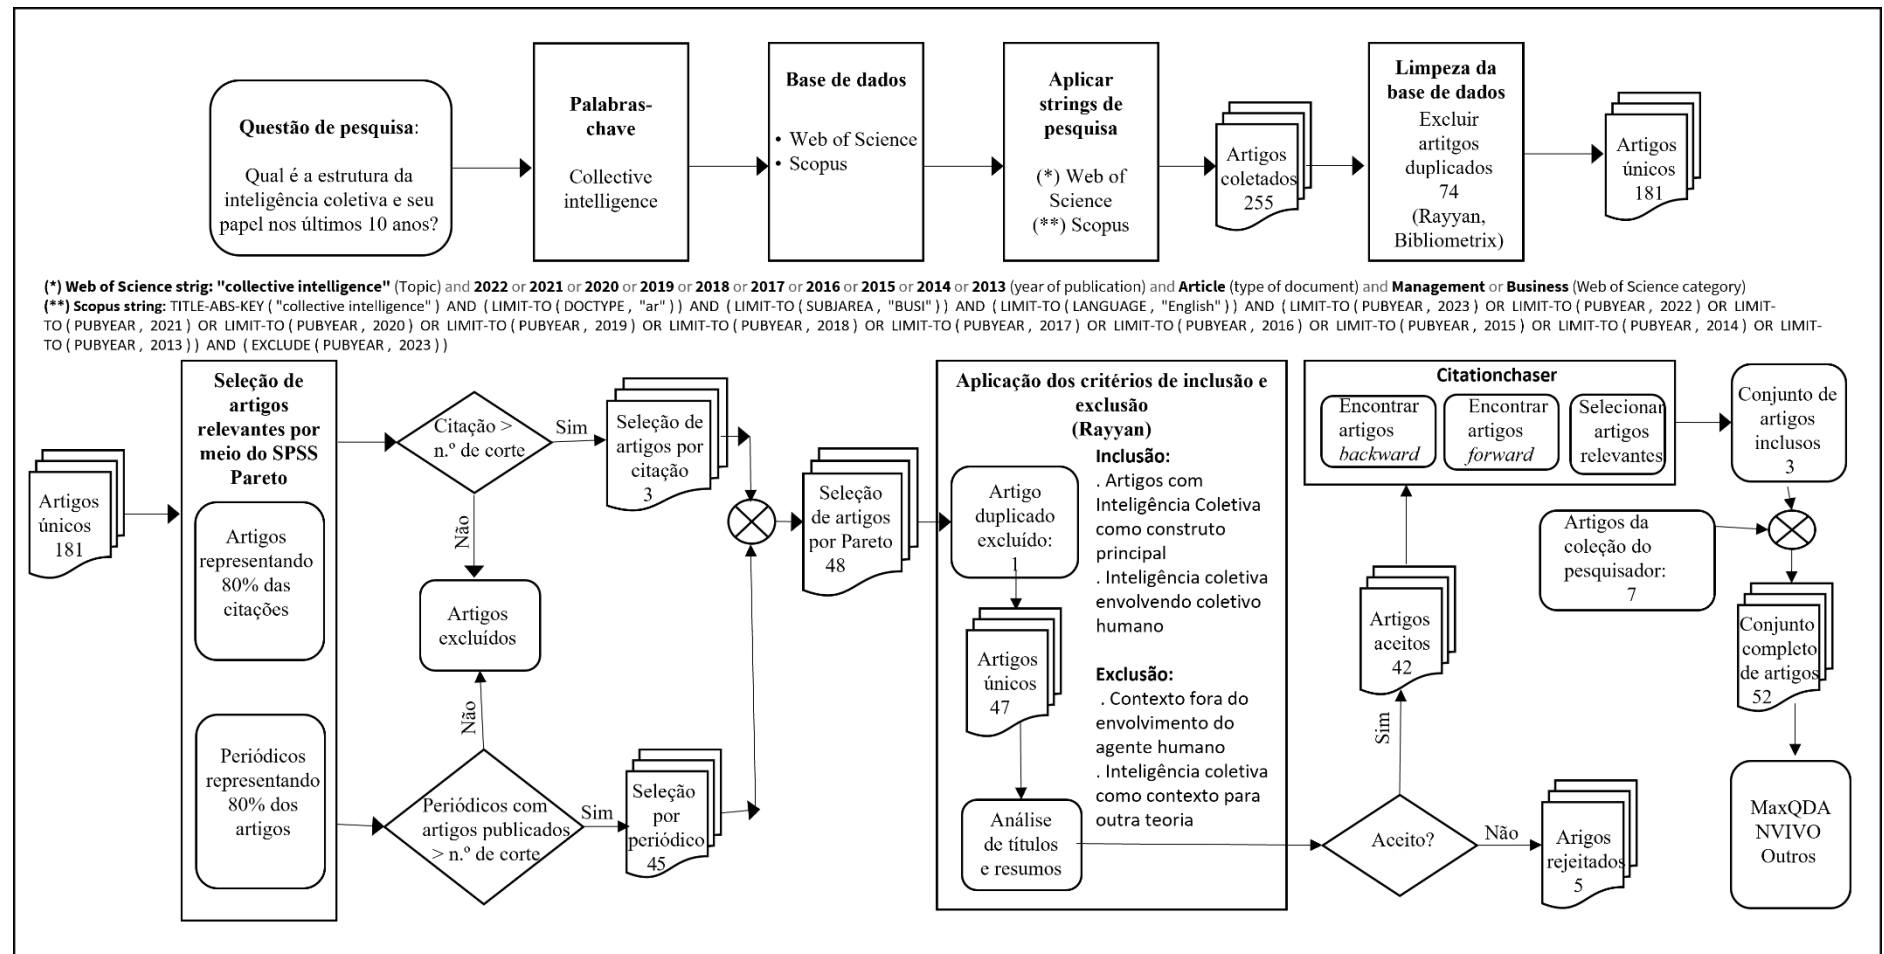 Questão de pesquisa:
Qual é a estrutura da
inteligência coletiva e seu
papel nos últimos 10 anos?
Palabras-
chave
Collective
intelligence
Base de dados
• Web of Science
• Scopus
Aplicar
strings de
pesquisa
(*) Web of
Science
(**) Scopus
Artigos
coletados
255
Limpeza da
base de dados
Excluir
artitgos
duplicados
74
(Rayyan,
Bibliometrix)
Artigos
únicos
181
(*) Web of Science strig: "collective intelligence" (Topic) and 2022 or 2021 or 2020 or 2019 or 2018 or 2017 or 2016 or 2015 or 2014 or 2013 (year of publication) and Article (type of document) and Management or Business (Web of Science category)
(**) Scopus string: TITLE-ABS-KEY ( "collective intelligence" ) AND ( LIMIT-TO ( DOCTYPE , "ar" ) ) AND ( LIMIT-TO ( SUBJAREA , "BUSI" ) ) AND ( LIMIT-TO ( LANGUAGE , "English" ) ) AND ( LIMIT-TO ( PUBYEAR , 2023 ) OR LIMIT-TO ( PUBYEAR , 2022 ) OR LIMIT-
TO ( PUBYEAR , 2021 ) OR LIMIT-TO ( PUBYEAR , 2020 ) OR LIMIT-TO ( PUBYEAR , 2019 ) OR LIMIT-TO ( PUBYEAR , 2018 ) OR LIMIT-TO ( PUBYEAR , 2017 ) OR LIMIT-TO ( PUBYEAR , 2016 ) OR LIMIT-TO ( PUBYEAR , 2015 ) OR LIMIT-TO ( PUBYEAR , 2014 ) OR LIMIT-
TO ( PUBYEAR , 2013 ) ) AND ( EXCLUDE ( PUBYEAR , 2023 ) )
Artigos
únicos
181
Seleção de
artigos
relevantes por
meio do SPSS
Pareto
Artigos
representando
80% das
citações
Periódicos
representando
80% dos
artigos
Citação >
n.º de corte
Sim
Não
Artigos
excluídos
Não
Periódicos com
artigos publicados
> n.º de corte
Sim
Seleção de
artigos por
citação
3
Seleção
por
periódico
45
Seleção
de artigos
por Pareto
48
Aplicação dos critérios de inclusão e
exclusão
(Rayyan)
Artigo
duplicado
excluído:
1
Artigos
únicos
47
Análise
de títulos
e resumos
Inclusão:
. Artigos com
Inteligência Coletiva
como construto
principal
. Inteligência coletiva
envolvendo coletivo
humano
Exclusão:
. Contexto fora do
envolvimento do
agente humano
. Inteligência coletiva
como contexto para
outra teoria
Aceito?
Não
Arigos
rejeitados
5
Sim
Artigos
aceitos
42
Citationchaser
Encontrar
artigos
backward
Encontrar
artigos
forward
Selecionar
artigos
relevantes
Conjunto de
artigos
inclusos
3
Artigos da
coleção do
pesquisador:
7
Conjunto
completo
de artigos
52
MaxQDA
NVIVO
Outros